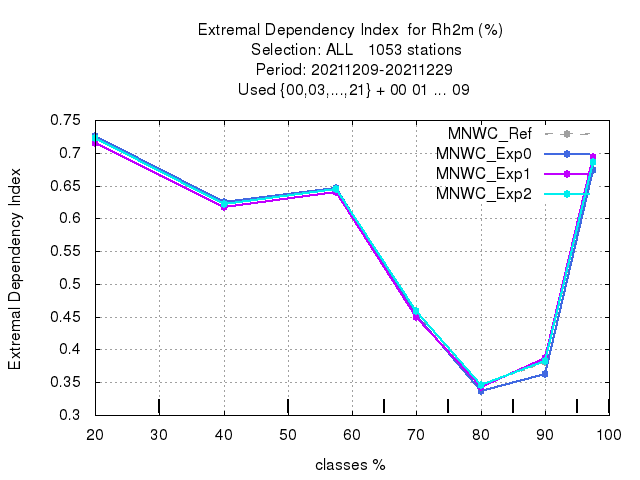 Extremal Dependency Index  for Rh2m (%)
Selection: ALL   1053 stations
Period: 20211209-20211229
Used {00,03,...,21} + 00 01 ... 09
Extremal Dependency Index
0.75
0.7
0.65
0.6
0.55
0.5
0.45
0.4
0.35
0.3
MNWC_Ref
MNWC_Exp0
MNWC_Exp1
MNWC_Exp2
20 30 40 50 60 70 80 90 100
classes %